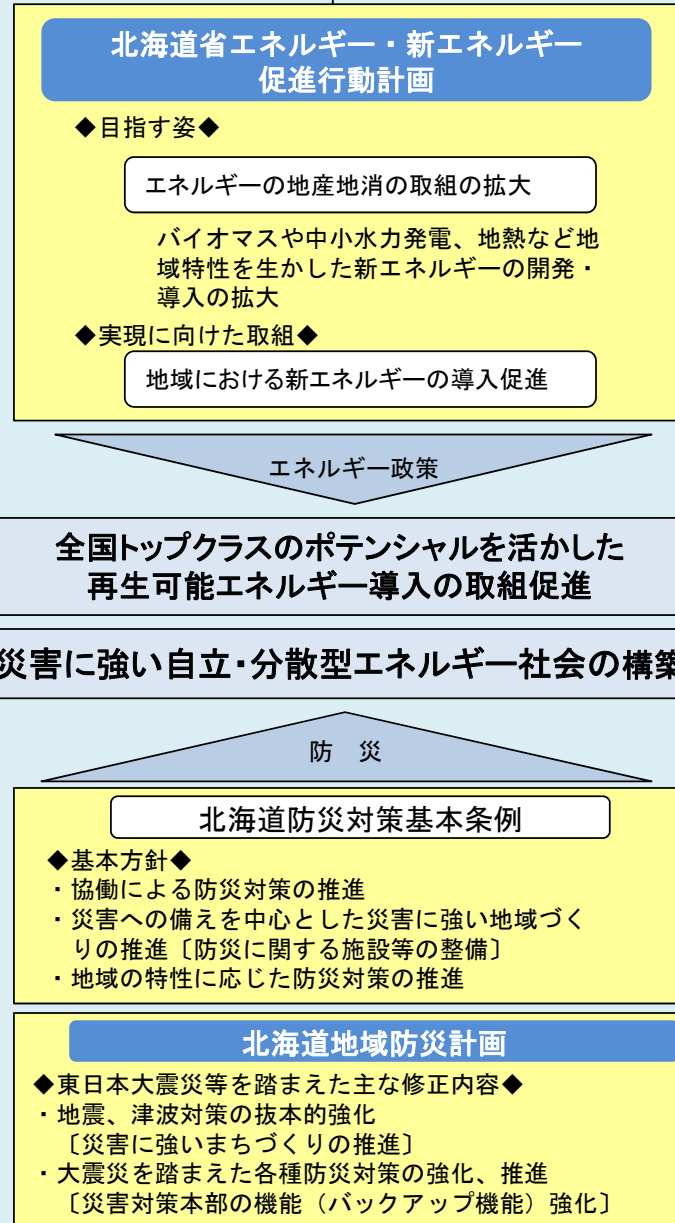 北海道省エネルギー・新エネルギー
促進行動計画
◆目指す姿◆
エネルギーの地産地消の取組の拡大
バイオマスや中小水力発電、地熱など地
域特性を生かした新エネルギーの開発・
導入の拡大
◆実現に向けた取組◆
地域における新エネルギーの導入促進
エネルギー政策
全国トップクラスのポテンシャルを活かした
再生可能エネルギー導入の取組促進
災害に強い自立・分散型エネルギー社会の構築
防　災
北海道防災対策基本条例
◆基本方針◆
・協働による防災対策の推進
・災害への備えを中心とした災害に強い地域づく
りの推進〔防災に関する施設等の整備〕
・地域の特性に応じた防災対策の推進
北海道地域防災計画
◆東日本大震災等を踏まえた主な修正内容◆
・地震、津波対策の抜本的強化
〔災害に強いまちづくりの推進〕
・大震災を踏まえた各種防災対策の強化、推進
〔災害対策本部の機能（バックアップ機能）強化〕